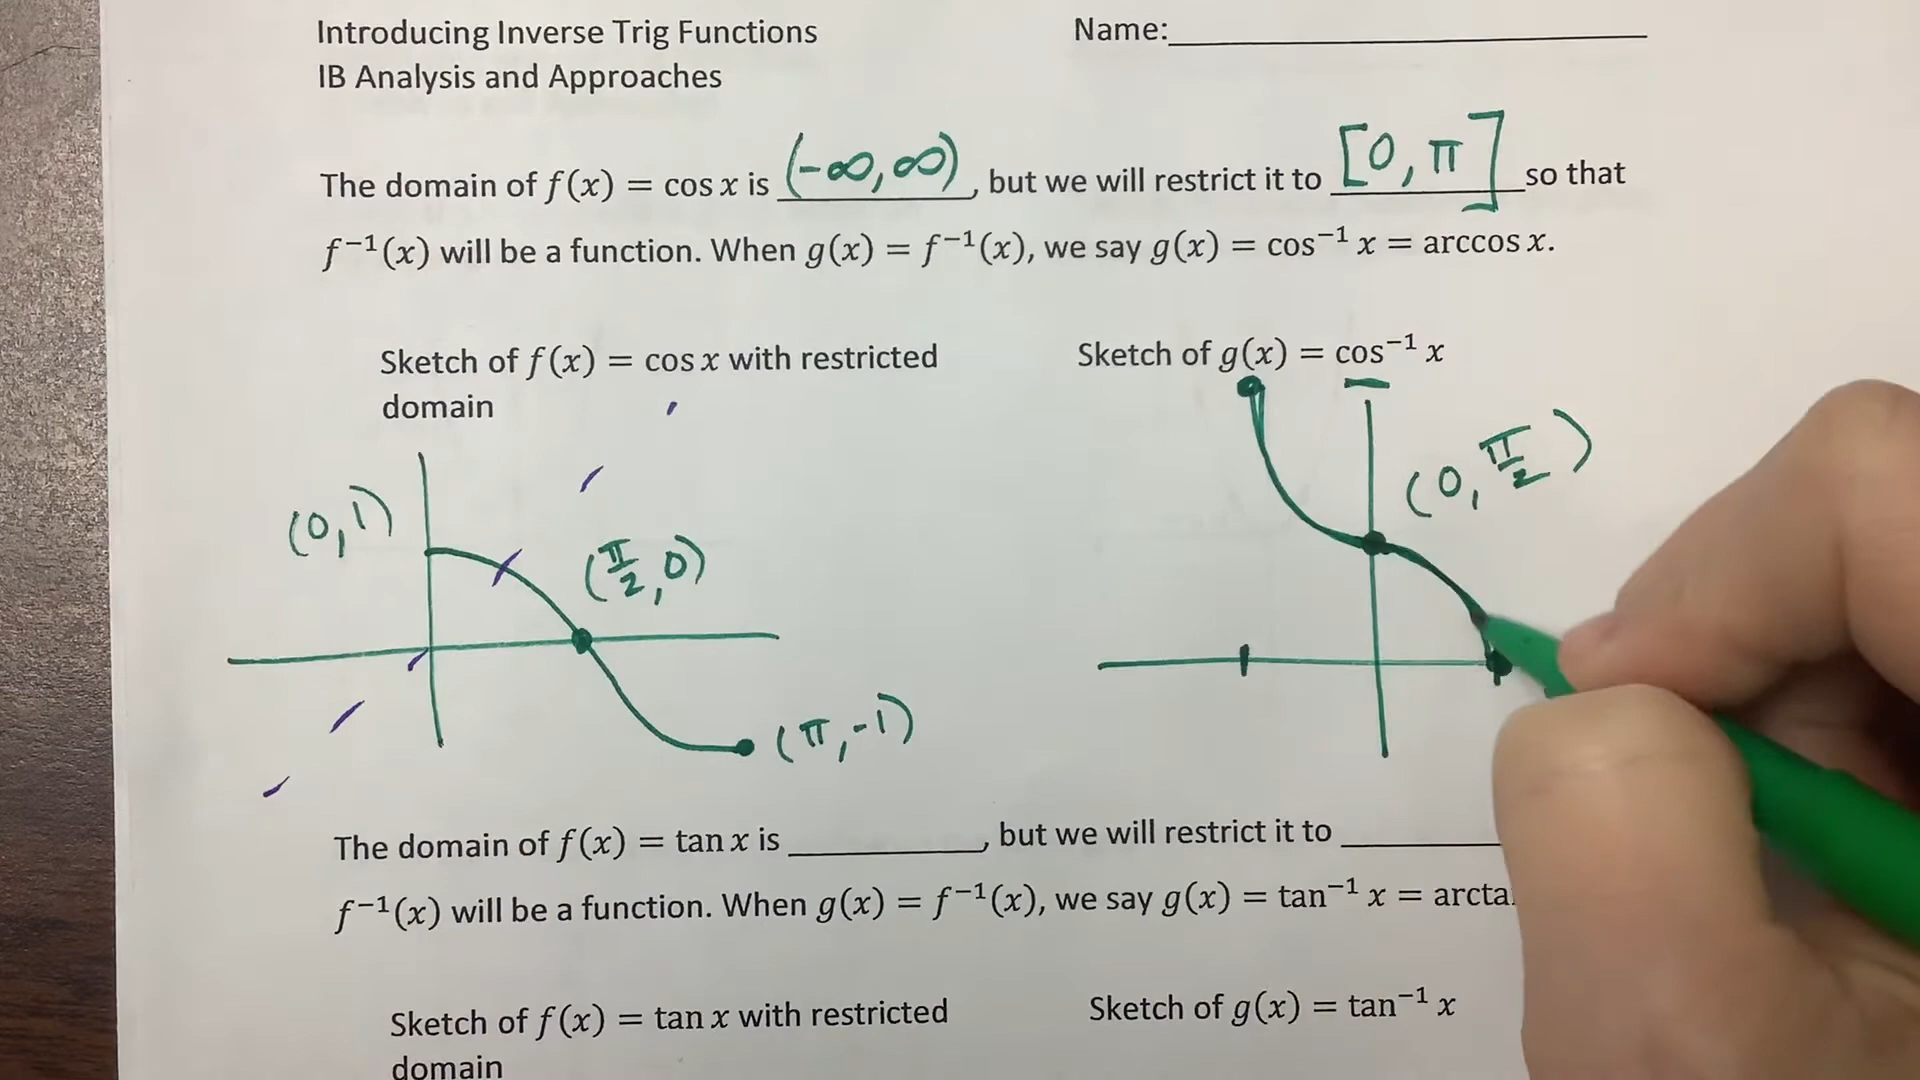 Introducing Inverse Trig Functions
Name:
IB Analysis and Approaches
The domain of f(x) = cos x is (-∞, ∞), but we will restrict it to [0, π] so that
f⁻¹(x) will be a function. When g(x) = f⁻¹(x), we say g(x) = cos⁻¹ x = arccos x.
Sketch of f(x) = cos x with restricted
domain
Sketch of g(x) = cos⁻¹ x
(0, 1)
(π/2, 0)
(π, -1)
(0, π/2)
The domain of f(x) = tan x is __________, but we will restrict it to
f⁻¹(x) will be a function. When g(x) = f⁻¹(x), we say g(x) = tan⁻¹ x = arcta
Sketch of f(x) = tan x with restricted
domain
Sketch of g(x) = tan⁻¹ x